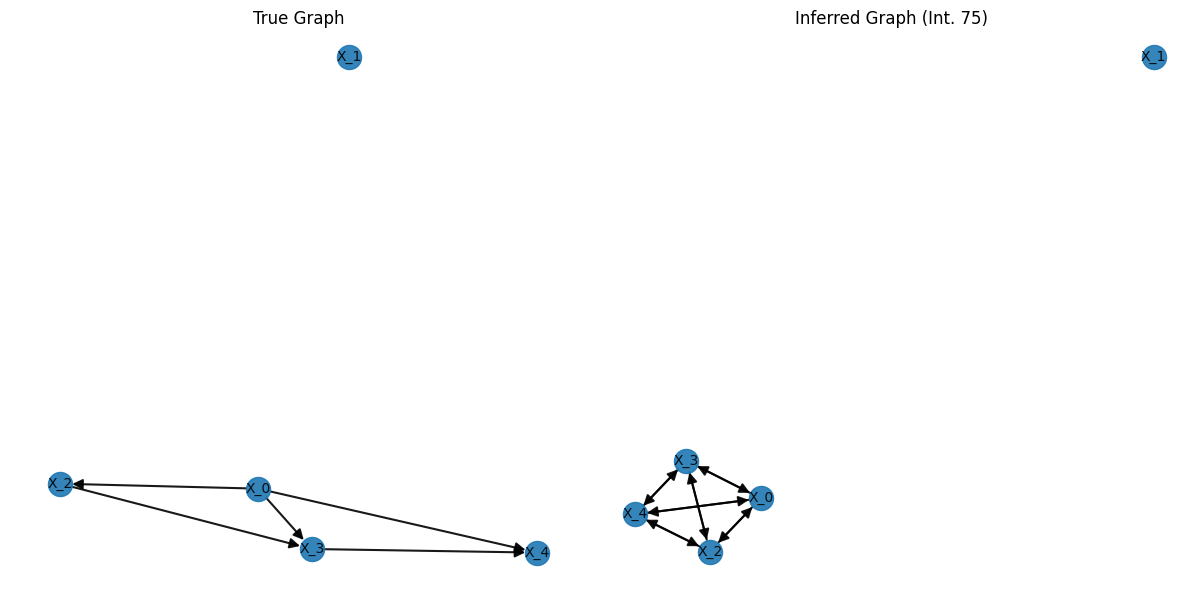 True Graph
X_1
X_2
X_0
X_3
X_4
Inferred Graph (Int. 75)
X_1
X_3
X_0
X_4
X_2